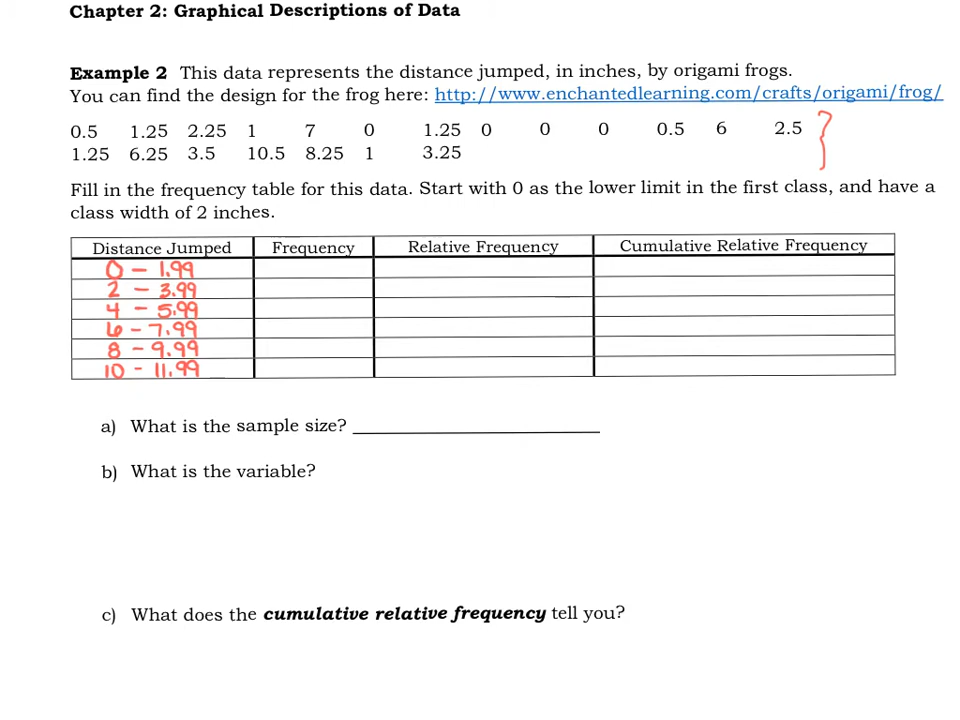 Chapter 2: Graphical Descriptions of Data
Example 2 This data represents the distance jumped, in inches, by origami frogs.
You can find the design for the frog here: http://www.enchantedlearning.com/crafts/origami/frog/
0.5 1.25 2.25 1 7 0 1.25 0 0 0 0.5 6 2.5
1.25 6.25 3.5 10.5 8.25 1 3.25
Fill in the frequency table for this data. Start with 0 as the lower limit in the first class, and have a
class width of 2 inches.
Distance Jumped Frequency Relative Frequency Cumulative Relative Frequency
0 - 1.99
2 - 3.99
4 - 5.99
6 - 7.99
8 - 9.99
10 - 11.99
a) What is the sample size? ____________________
b) What is the variable?
c) What does the cumulative relative frequency tell you?